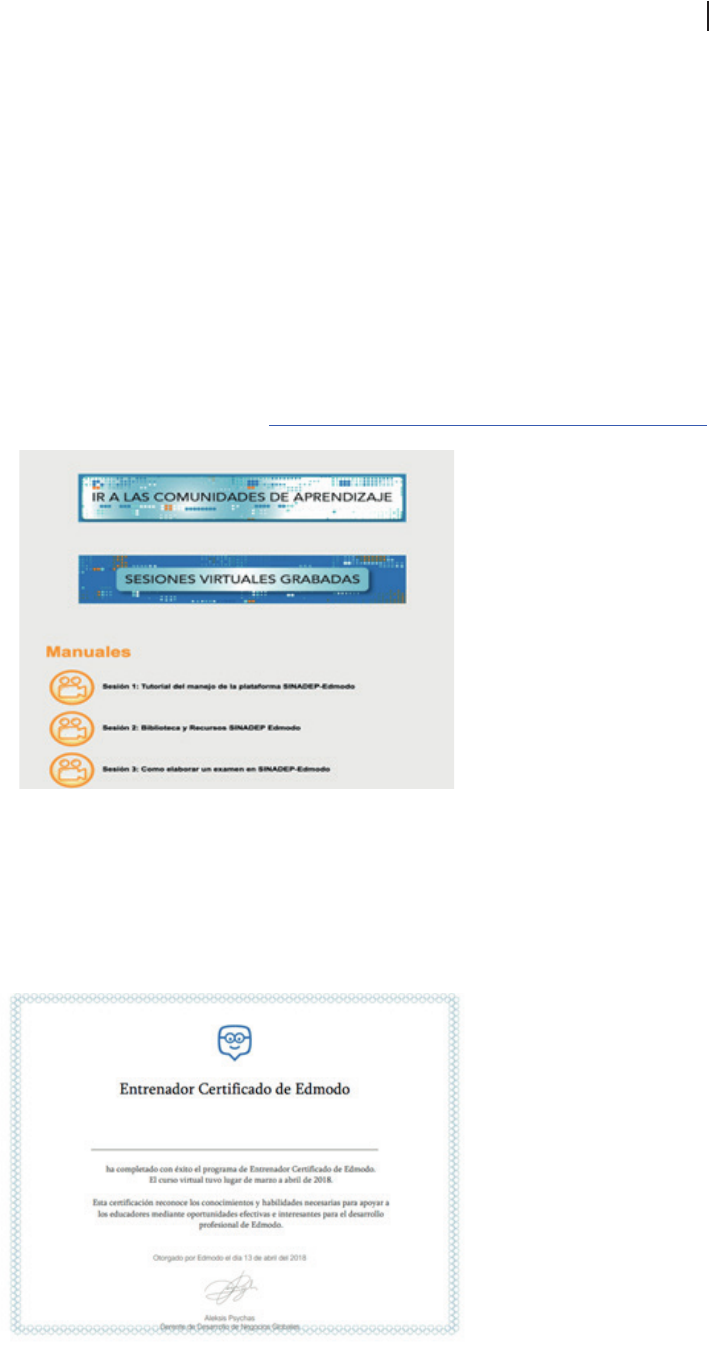 IR A LAS COMUNIDADES DE APRENDIZAJE
SESIONES VIRTUALES GRABADAS
Manuales
Sesión 1: Tutorial del manejo de la plataforma SINADEP-Edmodo
Sesión 2: Biblioteca y Recursos SINADEP Edmodo
Sesión 3: Como elaborar un examen en SINADEP-Edmodo
Entrenador Certificado de Edmodo
ha completado con éxito el programa de Entrenador Certificado de Edmodo.
El curso virtual tuvo lugar de marzo a abril de 2018.
Esta certificación reconoce los conocimientos y habilidades necesarias para apoyar a
los educadores mediante oportunidades efectivas e interesantes para el desarrollo
profesional de Edmodo.
Otorgado por Edmodo el día 13 de abril del 2018
Aleksis Psychas
Gerente de Desarrollo de Negocios Globales